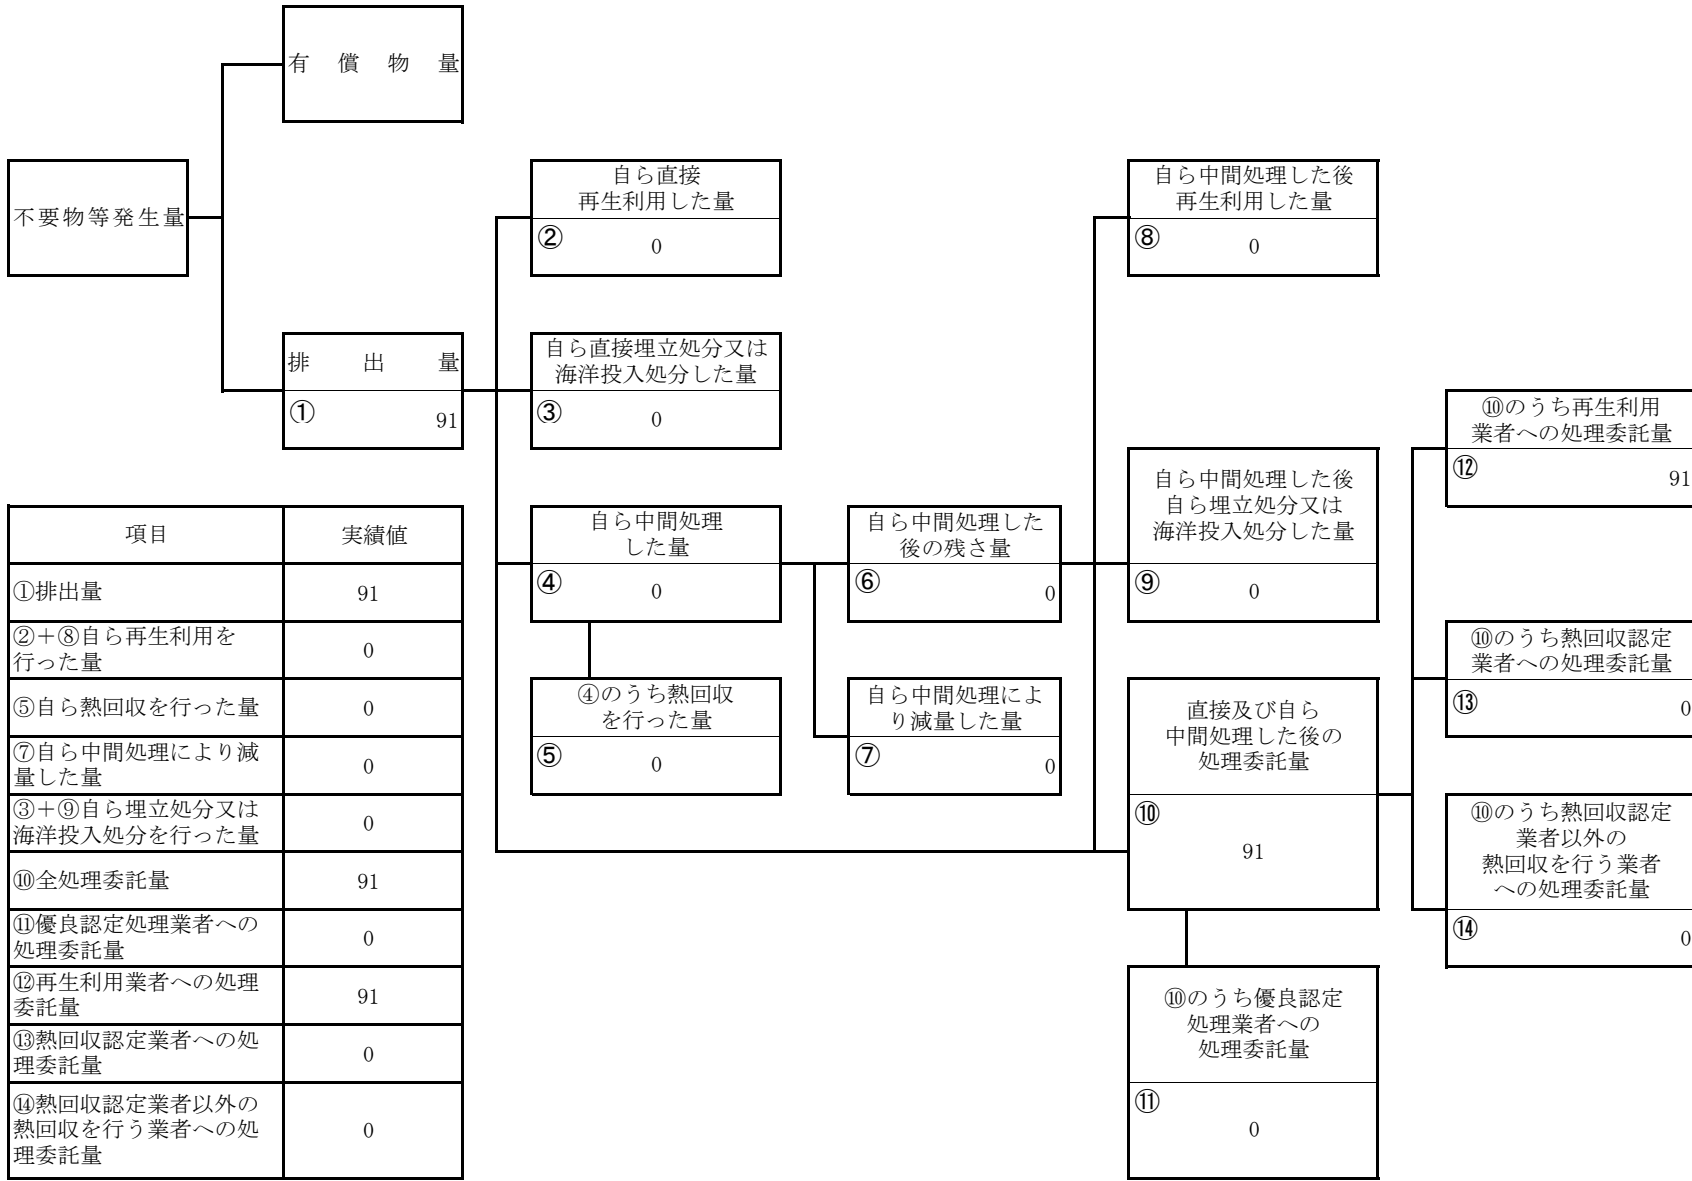 有償物量
不要物等発生量
排出量
①
91
自ら直接
再生利用した量
②
0
自ら直接埋立処分又は
海洋投入処分した量
③
0
自ら中間処理
した量
④
0
④のうち熱回収
を行った量
⑤
0
自ら中間処理した
後の残さ量
⑥
0
自ら中間処理によ
り減量した量
⑦
0
自ら中間処理した後
再生利用した量
⑧
0
自ら中間処理した後
自ら埋立処分又は
海洋投入処分した量
⑨
0
直接及び自ら
中間処理した後の
処理委託量
⑩
91
⑩のうち優良認定
処理業者への
処理委託量
⑪
0
⑩のうち再生利用
業者への処理委託量
⑫
91
⑩のうち熱回収認定
業者への処理委託量
⑬
0
⑩のうち熱回収認定
業者以外の
熱回収を行う業者
への処理委託量
⑭
0
項目 実績値
①排出量 91
②+⑧自ら再生利用を
行った量 0
⑤自ら熱回収を行った量 0
⑦自ら中間処理により減
量した量 0
③+⑨自ら埋立処分又は
海洋投入処分を行った量 0
⑩全処理委託量 91
⑪優良認定処理業者への
処理委託量 0
⑫再生利用業者への処理
委託量 91
⑬熱回収認定業者への処
理委託量 0
⑭熱回収認定業者以外の
熱回収を行う業者への処
理委託量 0